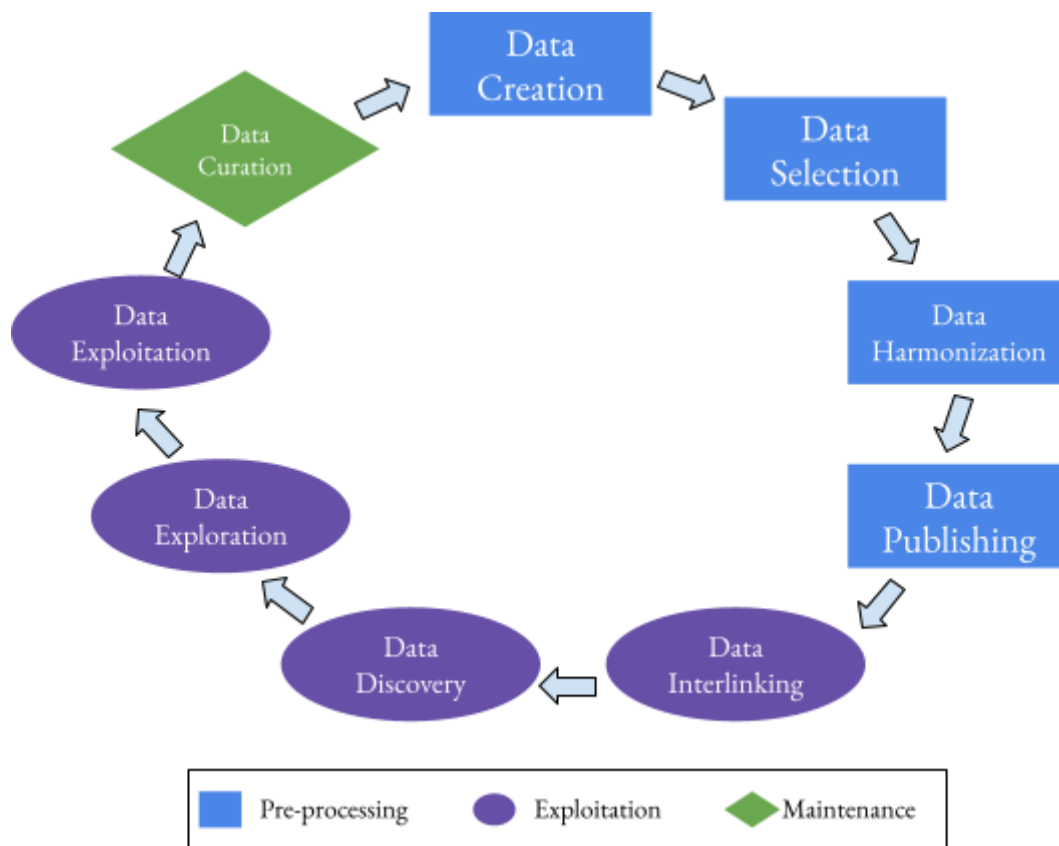 Data
Creation
Data
Selection
Data
Harmonization
Data
Publishing
Data
Interlinking
Data
Discovery
Data
Exploration
Data
Exploitation
Data
Curation
Pre-processing
Exploitation
Maintenance